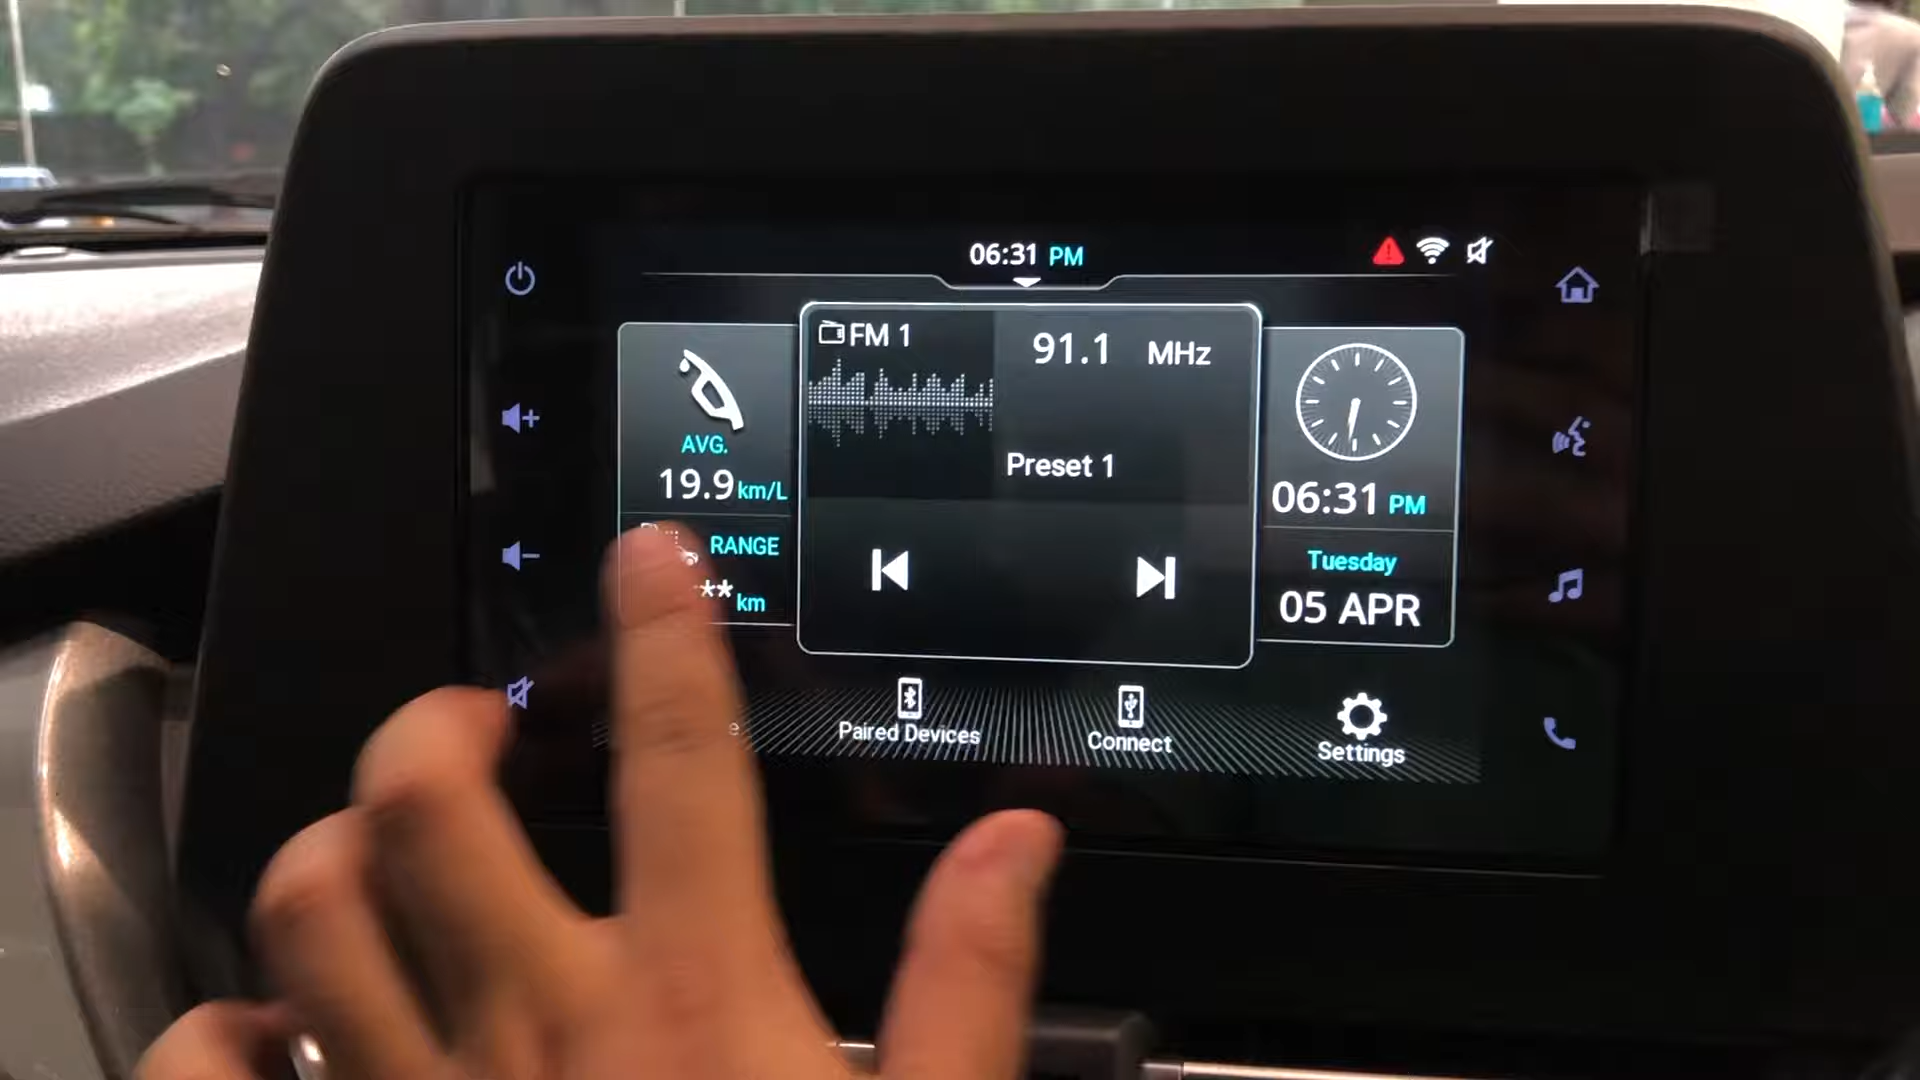 06:31 PM
FM 1
91.1 MHz
AVG.
19.9 km/L
Preset 1
06:31 PM
RANGE
** km
Tuesday
05 APR
Paired Devices
Connect
Settings